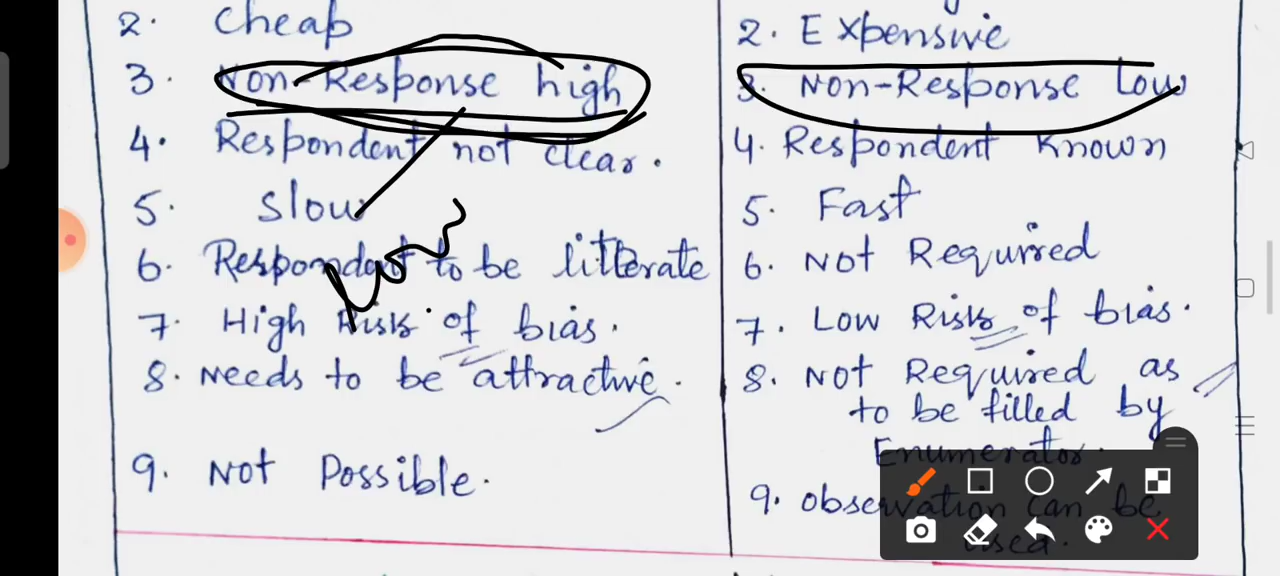 2. Cheap
3. Non-Response high
4. Respondent not clear.
5. Slow
6. Respondent to be litterate
7. High Risk of bias.
8. Needs to be attractive.
9. Not Possible.
2. Expensive
3. Non-Response Low
4. Respondent Known
5. Fast
6. Not Required
7. Low Risk of bias.
8. Not Required as
to be filled by
Enumerator.
9. Observation can be
used.